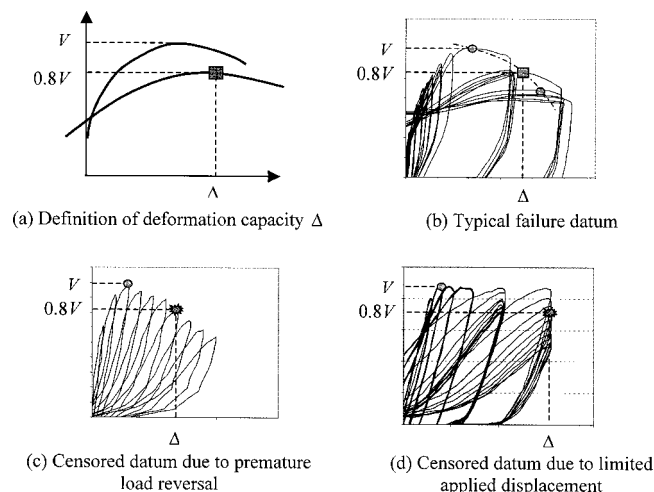 V
0.8V
Δ
(a) Definition of deformation capacity Δ
V
0.8V
Δ
(b) Typical failure datum
V
0.8V
Δ
(c) Censored datum due to premature
load reversal
V
0.8V
Δ
(d) Censored datum due to limited
applied displacement